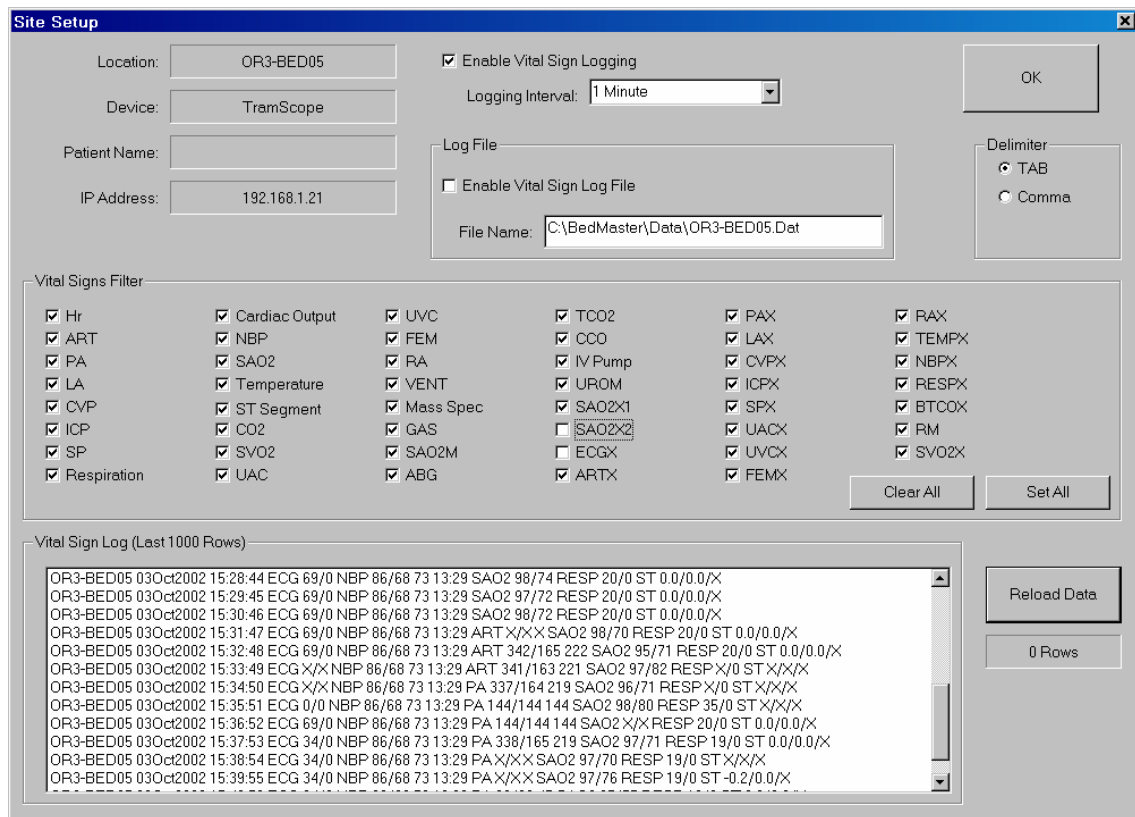 Site Setup
Location: OR3-BED05
Device: TramScope
Patient Name:
IP Address: 192.168.1.21
Enable Vital Sign Logging
Logging Interval: 1 Minute
Log File
Enable Vital Sign Log File
File Name: C:\BedMaster\Data\OR3-BED05.Dat
OK
Delimiter
TAB
Comma
Vital Signs Filter
Hr
ART
PA
LA
CVP
ICP
SP
Respiration
Cardiac Output
NBP
SAO2
Temperature
ST Segment
CO2
SVO2
UAC
UVC
FEM
RA
VENT
Mass Spec
GAS
SAO2M
ABG
TCO2
CCO
IV Pump
UROM
SAO2X1
SAO2X2
ECGX
ARTX
PAX
LAX
CVPX
ICPX
SPX
UACX
UVCX
FEMX
RAX
TEMPX
NBPX
RESPX
BTCOX
RM
SVO2X
Clear All
Set All
Vital Sign Log (Last 1000 Rows)
OR3-BED05 03Oct2002 15:28:44 ECG 69/0 NBP 86/68 73 13:29 SAO2 98/74 RESP 20/0 ST 0.0/0.0/X
OR3-BED05 03Oct2002 15:29:45 ECG 69/0 NBP 86/68 73 13:29 SAO2 97/72 RESP 20/0 ST 0.0/0.0/X
OR3-BED05 03Oct2002 15:30:46 ECG 69/0 NBP 86/68 73 13:29 SAO2 98/72 RESP 20/0 ST 0.0/0.0/X
OR3-BED05 03Oct2002 15:31:47 ECG 69/0 NBP 86/68 73 13:29 ART X/X X SAO2 98/70 RESP 20/0 ST 0.0/0.0/X
OR3-BED05 03Oct2002 15:32:48 ECG 69/0 NBP 86/68 73 13:29 ART 342/165 222 SAO2 95/71 RESP 20/0 ST 0.0/0.0/X
OR3-BED05 03Oct2002 15:33:49 ECG X/X NBP 86/68 73 13:29 ART 341/163 221 SAO2 97/82 RESP X/0 ST X/X/X
OR3-BED05 03Oct2002 15:34:50 ECG X/X NBP 86/68 73 13:29 PA 337/164 219 SAO2 96/71 RESP X/0 ST X/X/X
OR3-BED05 03Oct2002 15:35:51 ECG 0/0 NBP 86/68 73 13:29 PA 144/144 144 SAO2 98/80 RESP 35/0 ST X/X/X
OR3-BED05 03Oct2002 15:36:52 ECG 69/0 NBP 86/68 73 13:29 PA 144/144 144 SAO2 X/X RESP 20/0 ST 0.0/0.0/X
OR3-BED05 03Oct2002 15:37:53 ECG 34/0 NBP 86/68 73 13:29 PA 338/165 219 SAO2 97/71 RESP 19/0 ST 0.0/0.0/X
OR3-BED05 03Oct2002 15:38:54 ECG 34/0 NBP 86/68 73 13:29 PA X/X X SAO2 97/70 RESP 19/0 ST X/X/X
OR3-BED05 03Oct2002 15:39:55 ECG 34/0 NBP 86/68 73 13:29 PA X/X X SAO2 97/76 RESP 19/0 ST -0.2/0.0/X
Reload Data
0 Rows